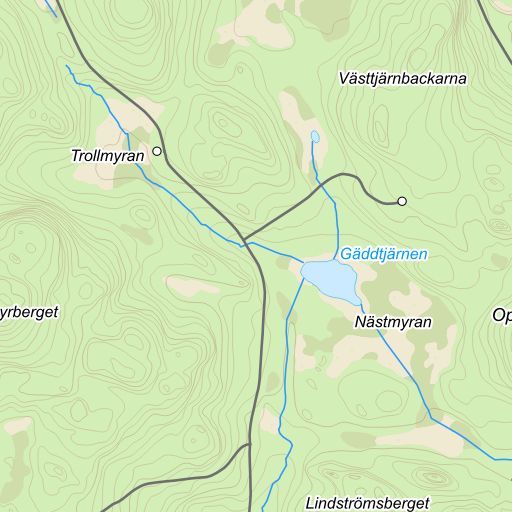 Västtjärnbackarna
Trollmyran
Gäddtjärnen
yrberget
Nästmyran
Op
Lindströmsberget